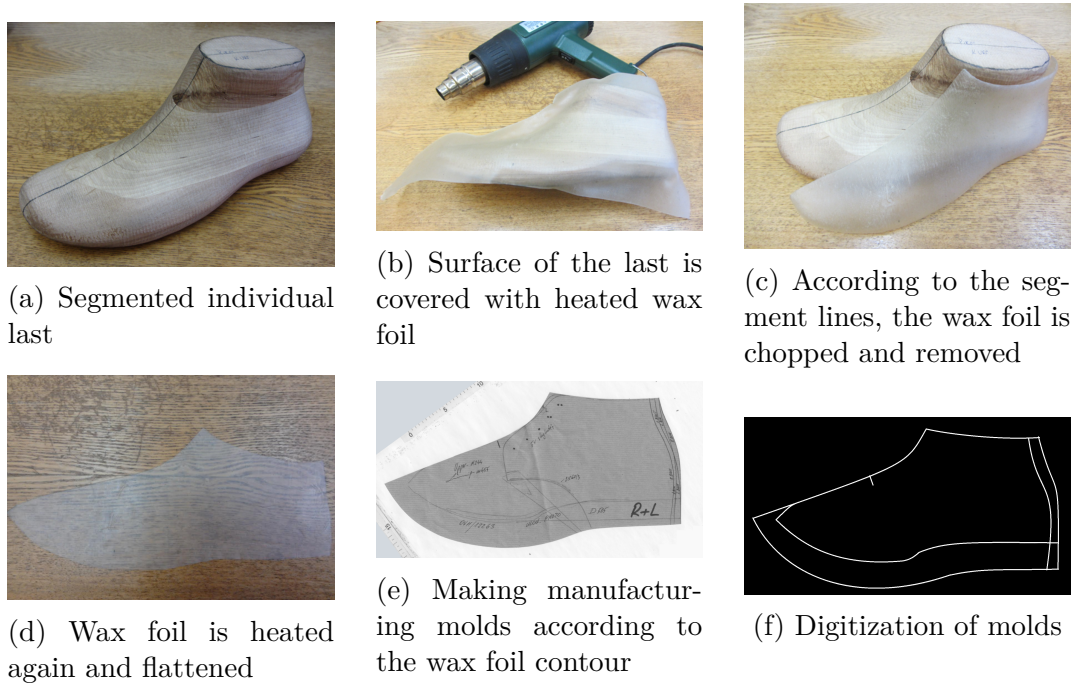 (a) Segmented individual
last
(b) Surface of the last is
covered with heated wax
foil
(c) According to the seg-
ment lines, the wax foil is
chopped and removed
R+L
(d) Wax foil is heated
again and flattened
(e) Making manufactur-
ing molds according to
the wax foil contour
(f) Digitization of molds